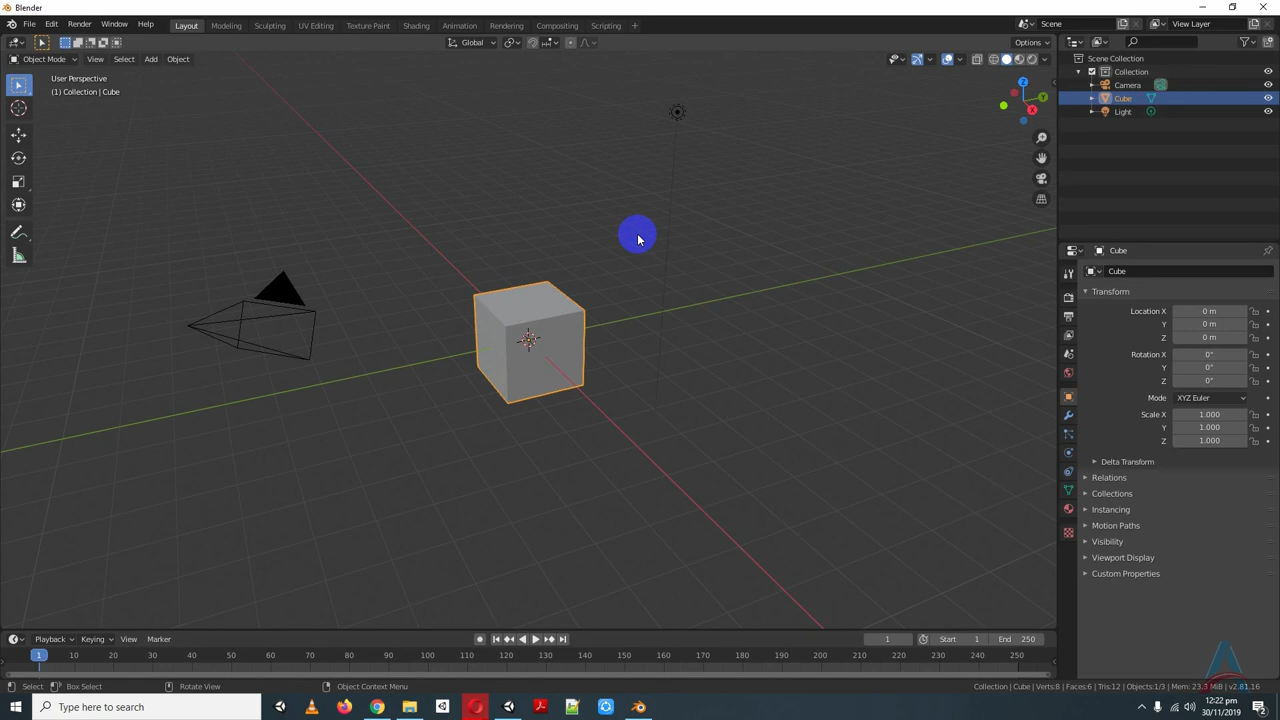 Blender
File Edit Render Window Help Layout Modeling Sculpting UV Editing Texture Paint Shading Animation Rendering Compositing Scripting + Scene View Layer
Global Options
Object Mode View Select Add Object
User Perspective
(1) Collection | Cube
Scene Collection
Collection
Camera
Cube
Light
X
Y
Z
Cube
Cube
Transform
Location X 0 m
Y 0 m
Z 0 m
Rotation X 0°
Y 0°
Z 0°
Mode XYZ Euler
Scale X 1.000
Y 1.000
Z 1.000
Delta Transform
Relations
Collections
Instancing
Motion Paths
Visibility
Viewport Display
Custom Properties
Playback Keying View Marker 1 Start 1 End 250
1 10 20 30 40 50 60 70 80 90 100 110 120 130 140 150 160 170 180 190 200 210 220 230 240 250
Select Box Select Rotate View Object Context Menu Collection | Cube | Verts:8 | Faces:6 | Tris:12 | Objects:1/3 | Mem: 23.3 MiB | v2.81.16
Type here to search
12:22 pm
30/11/2019